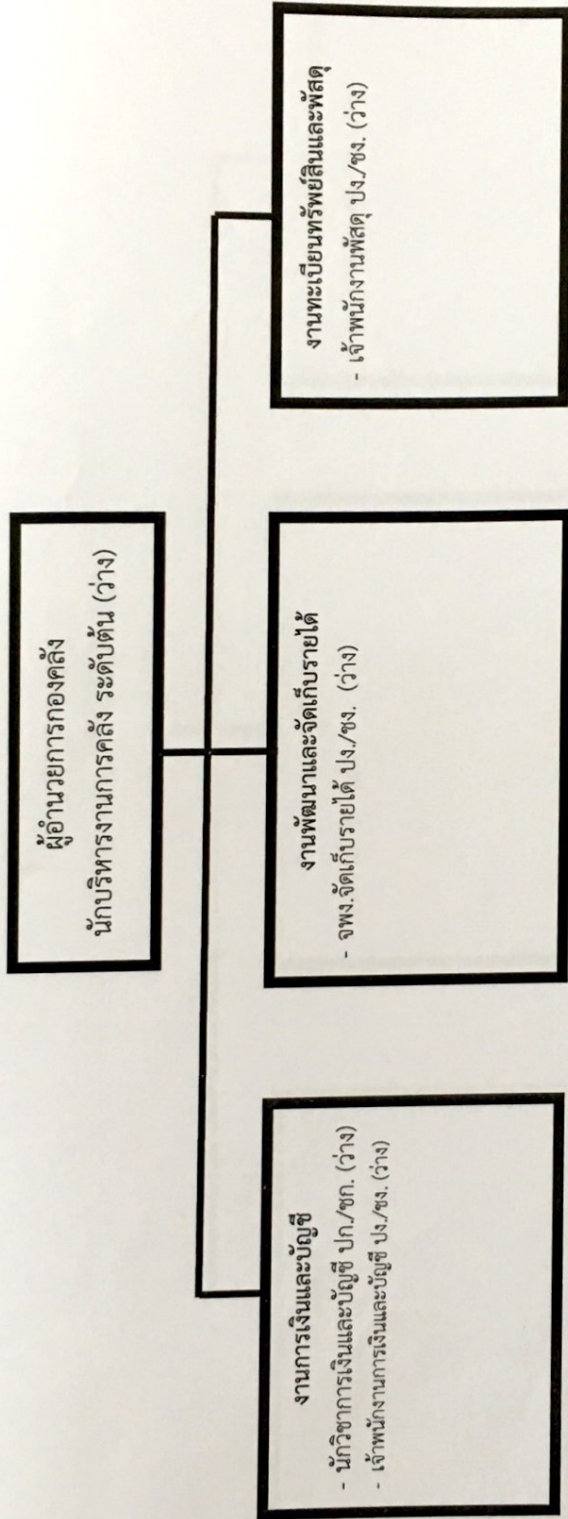 ผู้อำนวยการกองคลัง
นักบริหารงานการคลัง ระดับต้น (ว่าง)
งานการเงินและบัญชี
- นักวิชาการเงินและบัญชี ปก./ชก. (ว่าง)
- เจ้าพนักงานการเงินและบัญชี ปง./ชง. (ว่าง)
งานพัฒนาและจัดเก็บรายได้
- จพง.จัดเก็บรายได้ ปง./ชง. (ว่าง)
งานทะเบียนทรัพย์สินและพัสดุ
- เจ้าพนักงานพัสดุ ปง./ชง. (ว่าง)